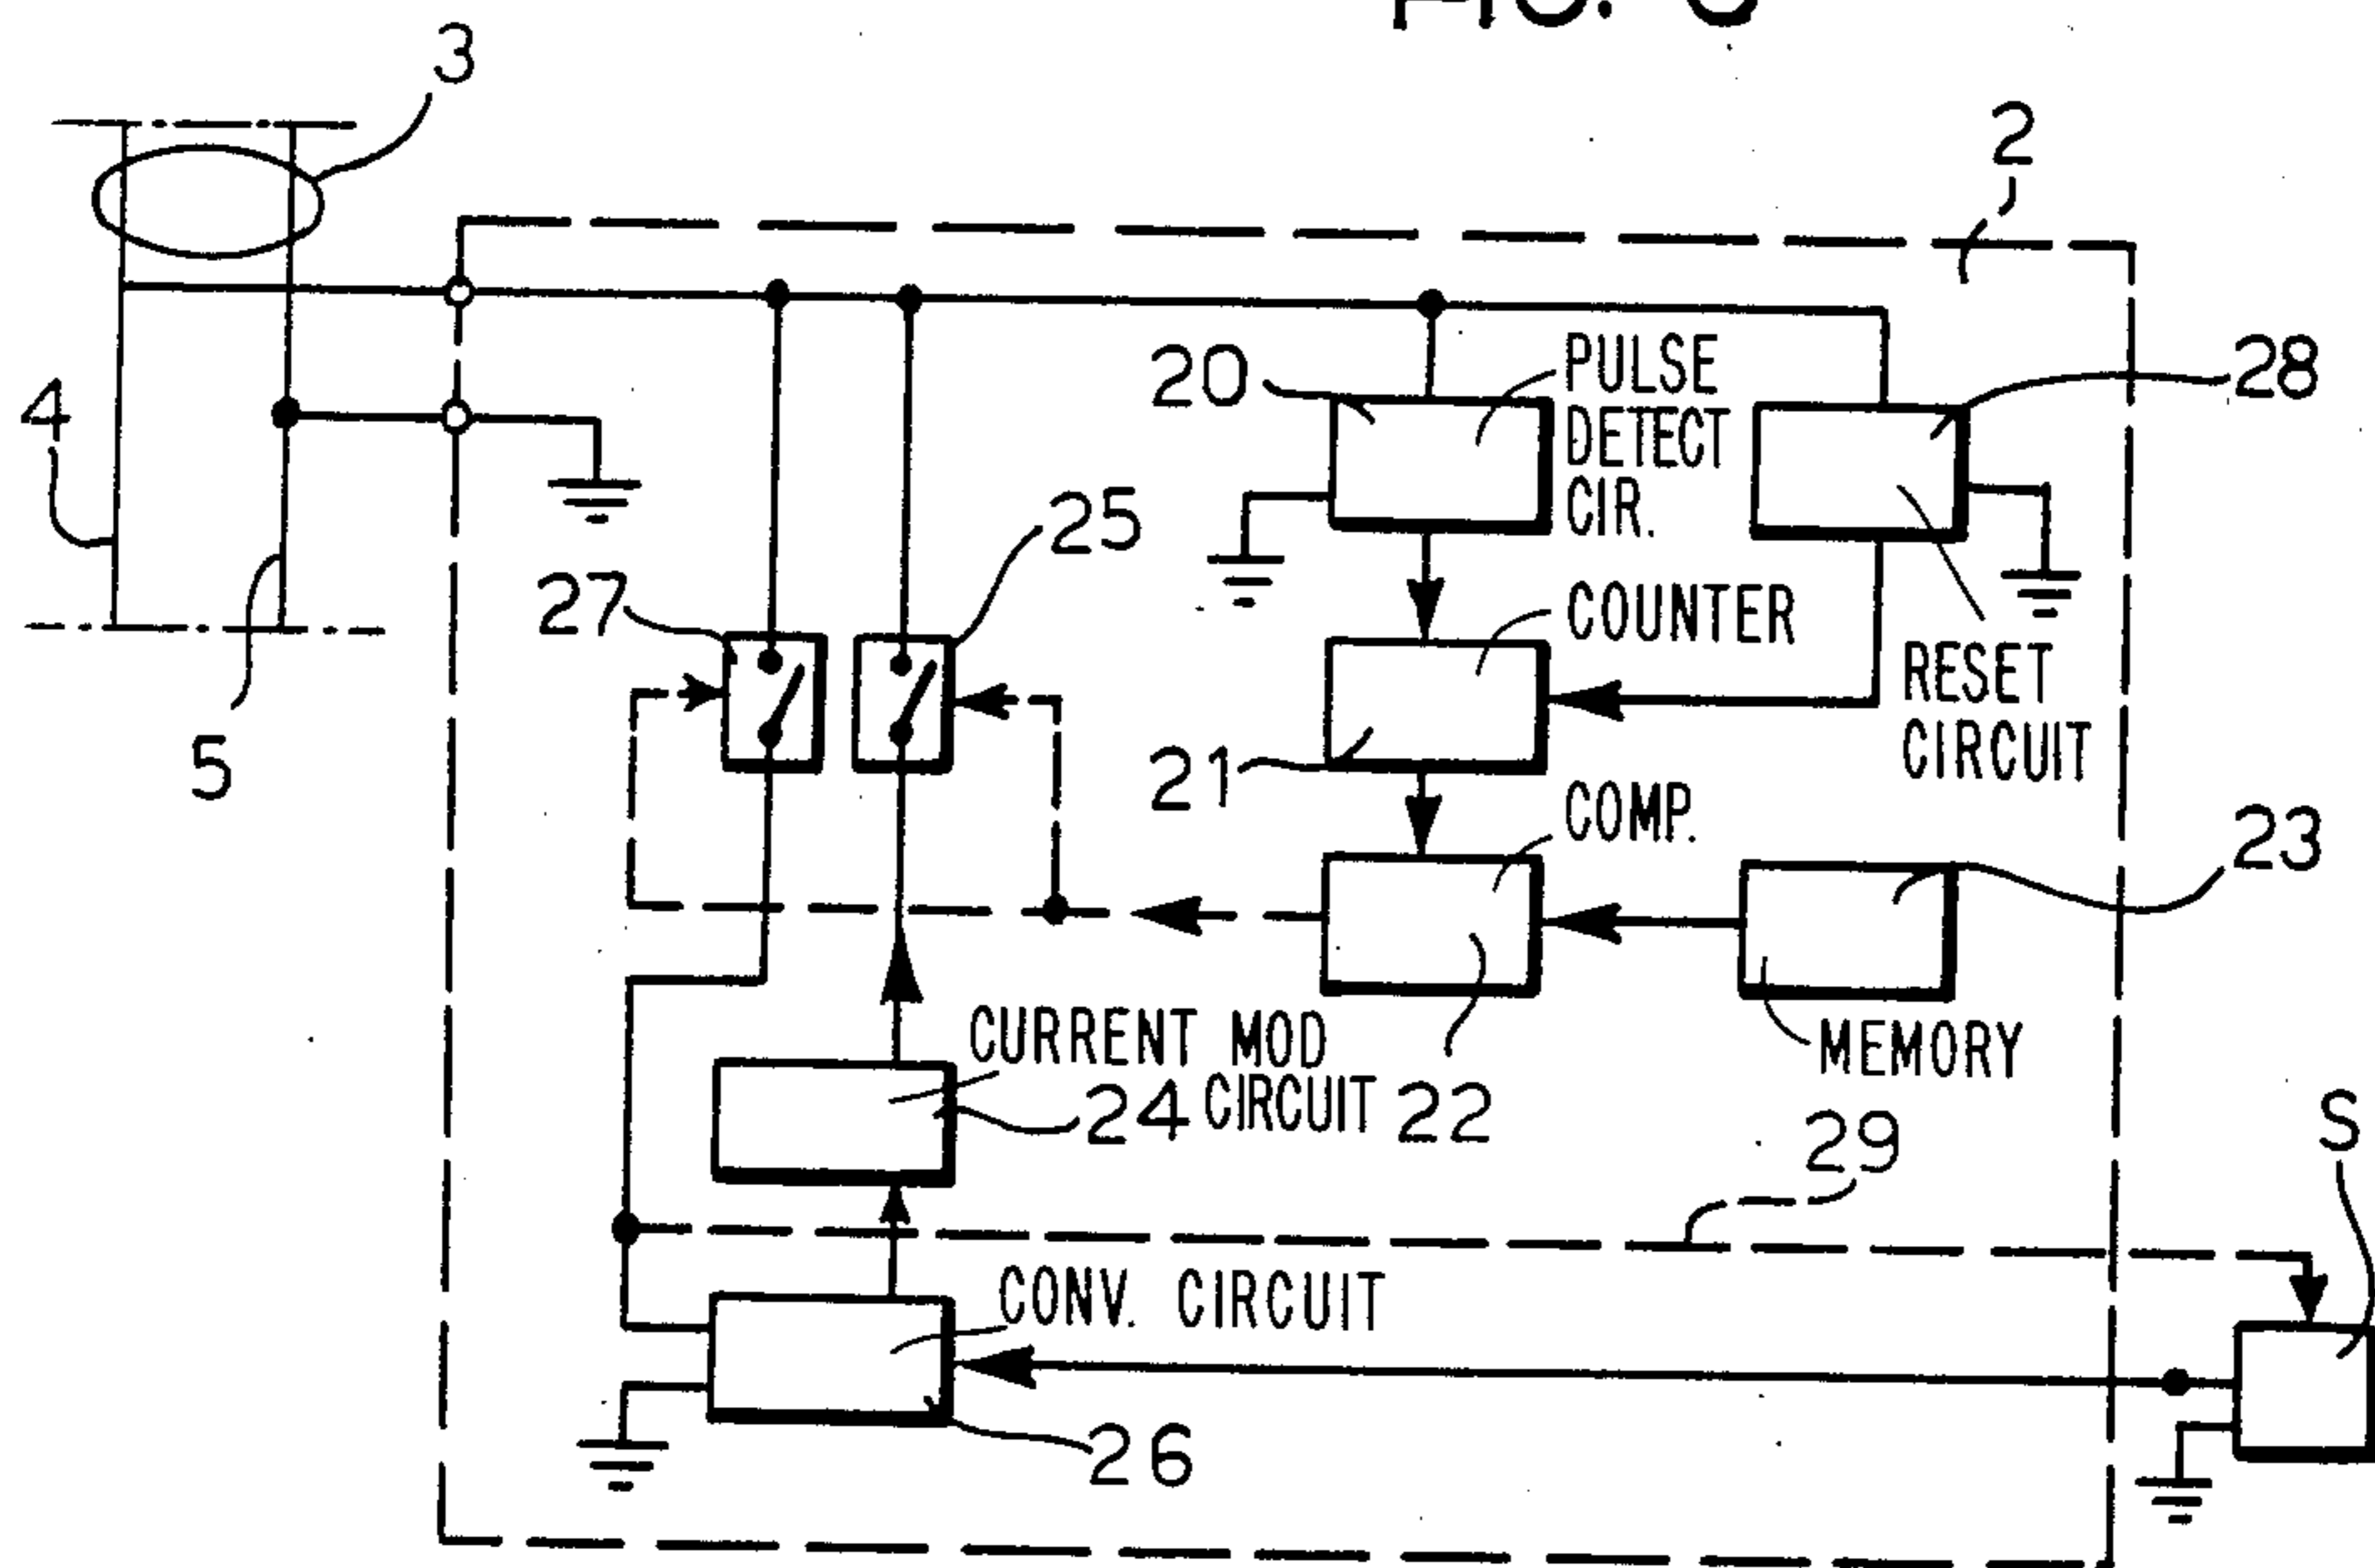 3
2
20
PULSE
DETECT
CIR.
28
4
25
27
COUNTER
RESET
CIRCUIT
5
21
COMP.
23
CURRENT MOD
CIRCUIT
24
22
MEMORY
29
S
CONV. CIRCUIT
26